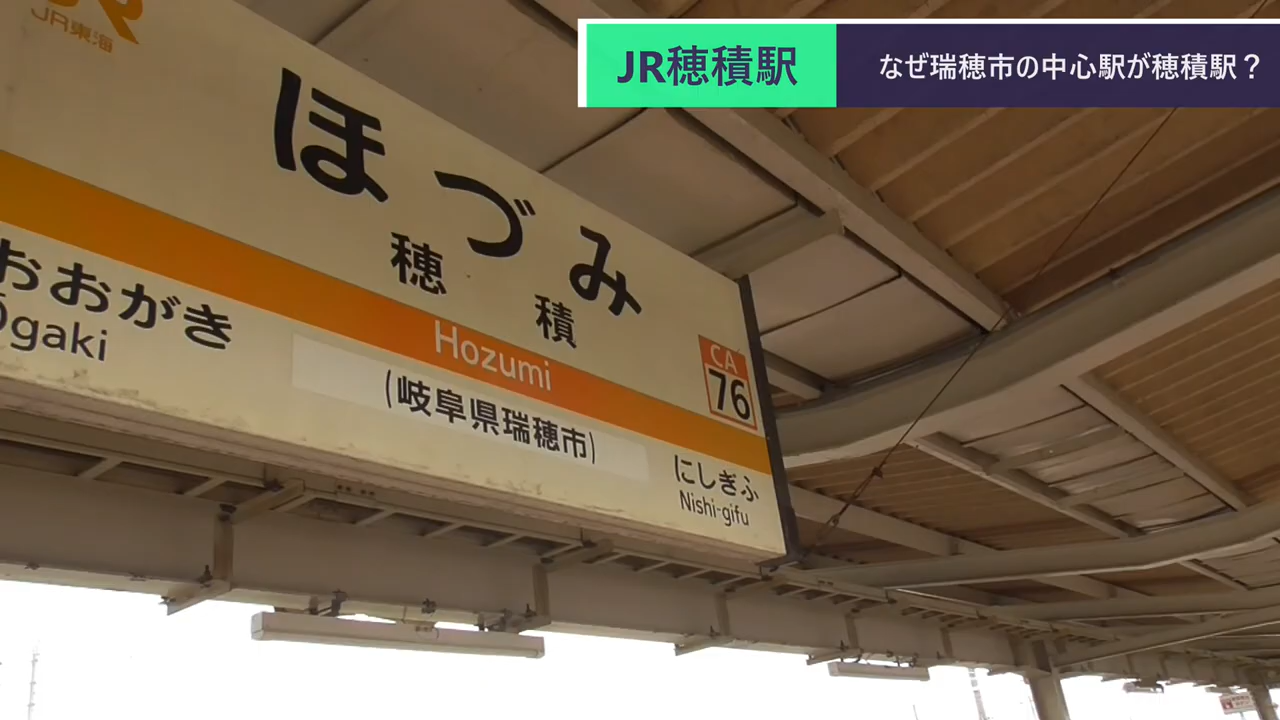 JR穂積駅
なぜ瑞穂市の中心駅が穂積駅？
JR東海
ほづみ
穂積
Hozumi
CA
76
(岐阜県瑞穂市)
おおがき
Ōgaki
にしぎふ
Nishi-gifu